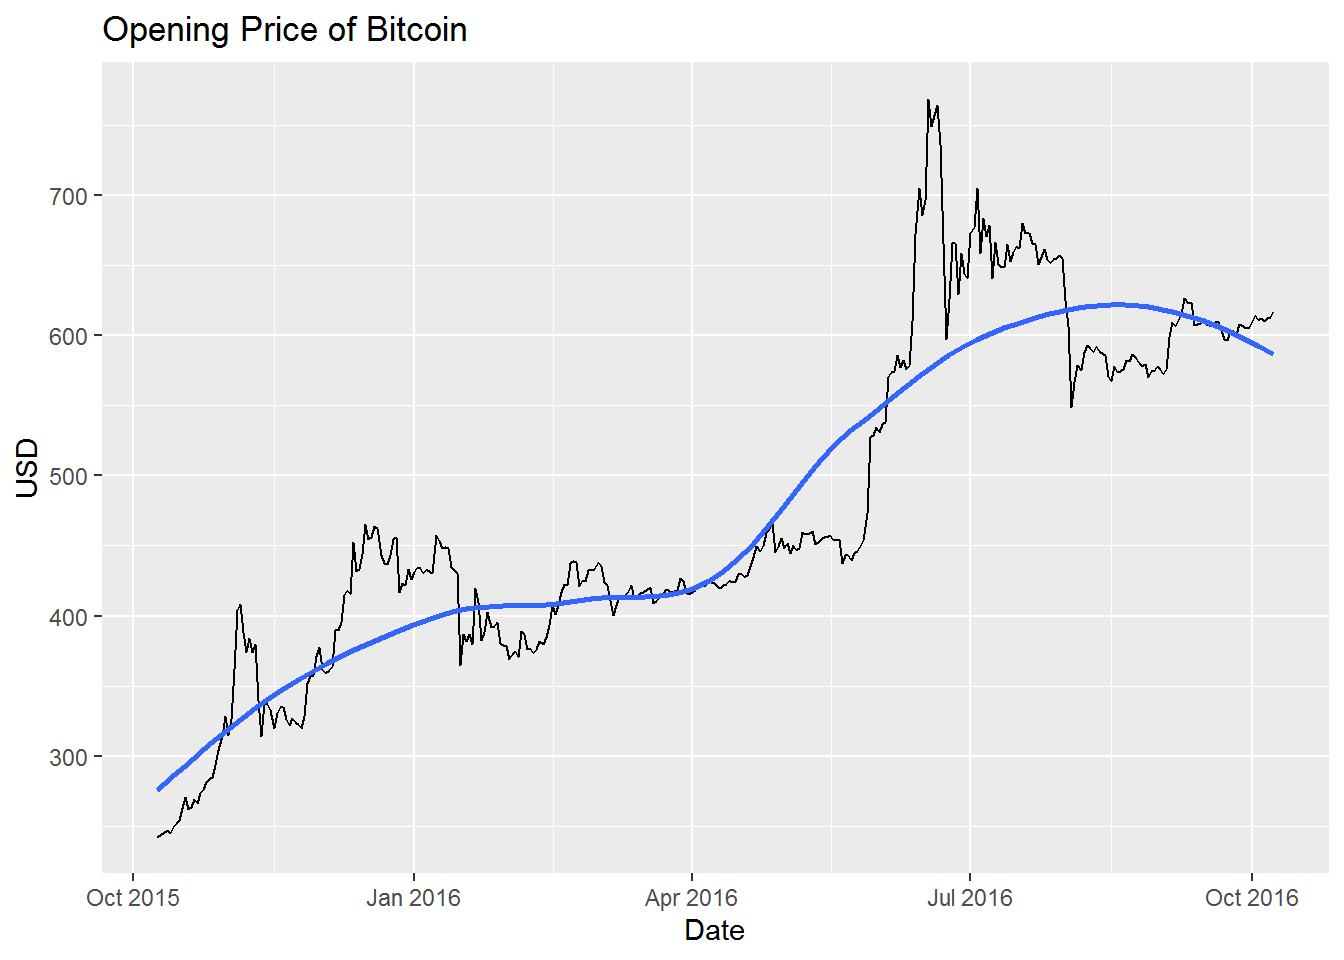 Opening Price of Bitcoin
USD
700
600
500
400
300
Oct 2015
Jan 2016
Apr 2016
Jul 2016
Oct 2016
Date